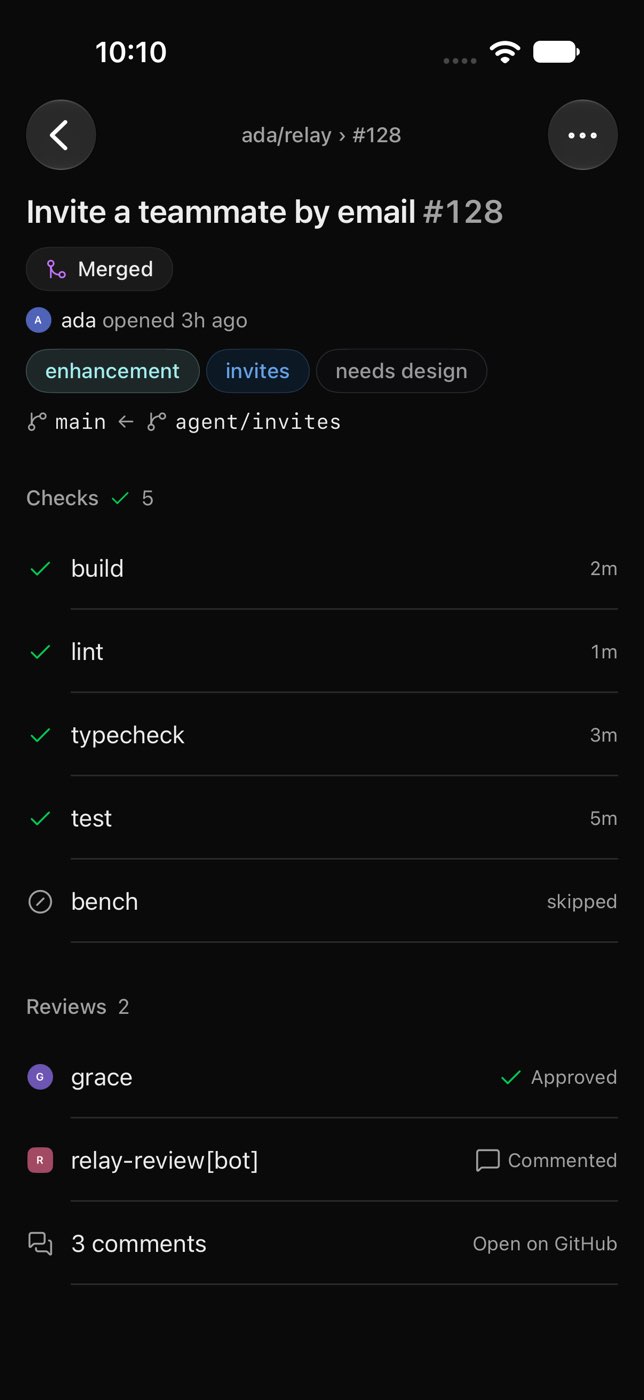 10:10
ada/relay › #128
Invite a teammate by email #128
Merged
A ada opened 3h ago
enhancement invites needs design
main ← agent/invites
Checks 5
build 2m
lint 1m
typecheck 3m
test 5m
bench skipped
Reviews 2
G grace Approved
R relay-review[bot] Commented
3 comments Open on GitHub